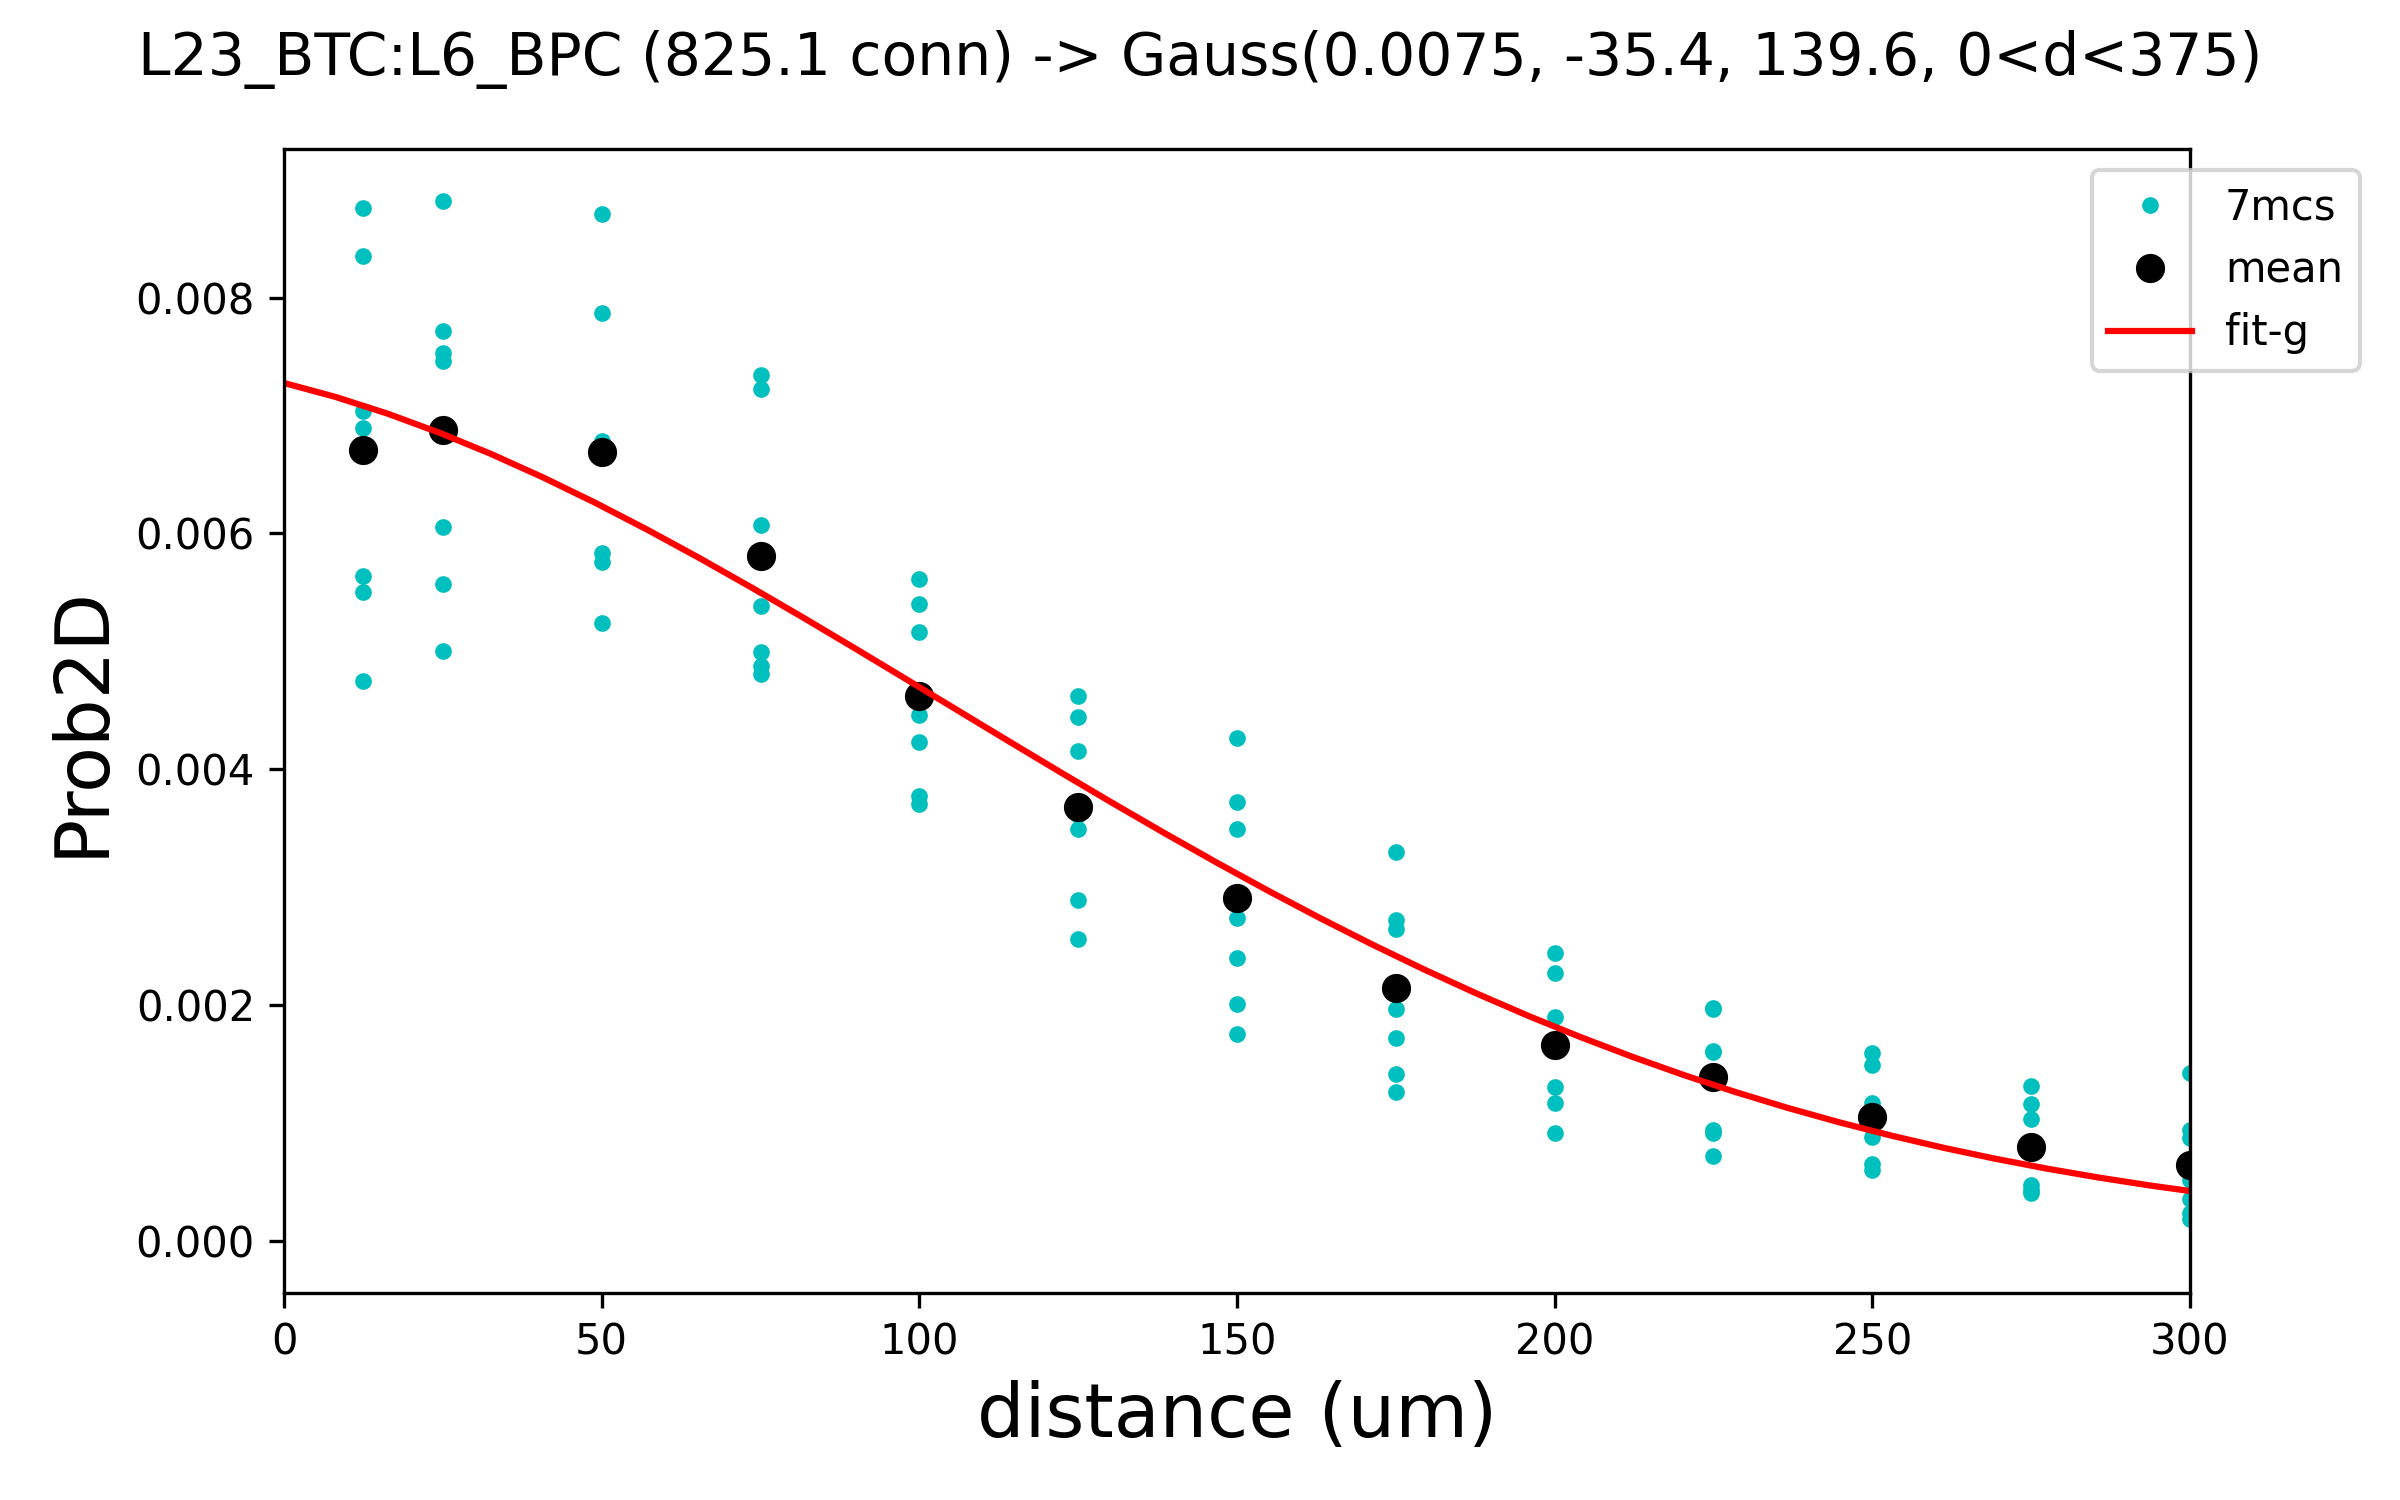 L23_BTC:L6_BPC (825.1 conn) -> Gauss(0.0075, -35.4, 139.6, 0<d<375)
7mcs
mean
fit-g
Prob2D
0.008
0.006
0.004
0.002
0.000
0 50 100 150 200 250 300
distance (um)